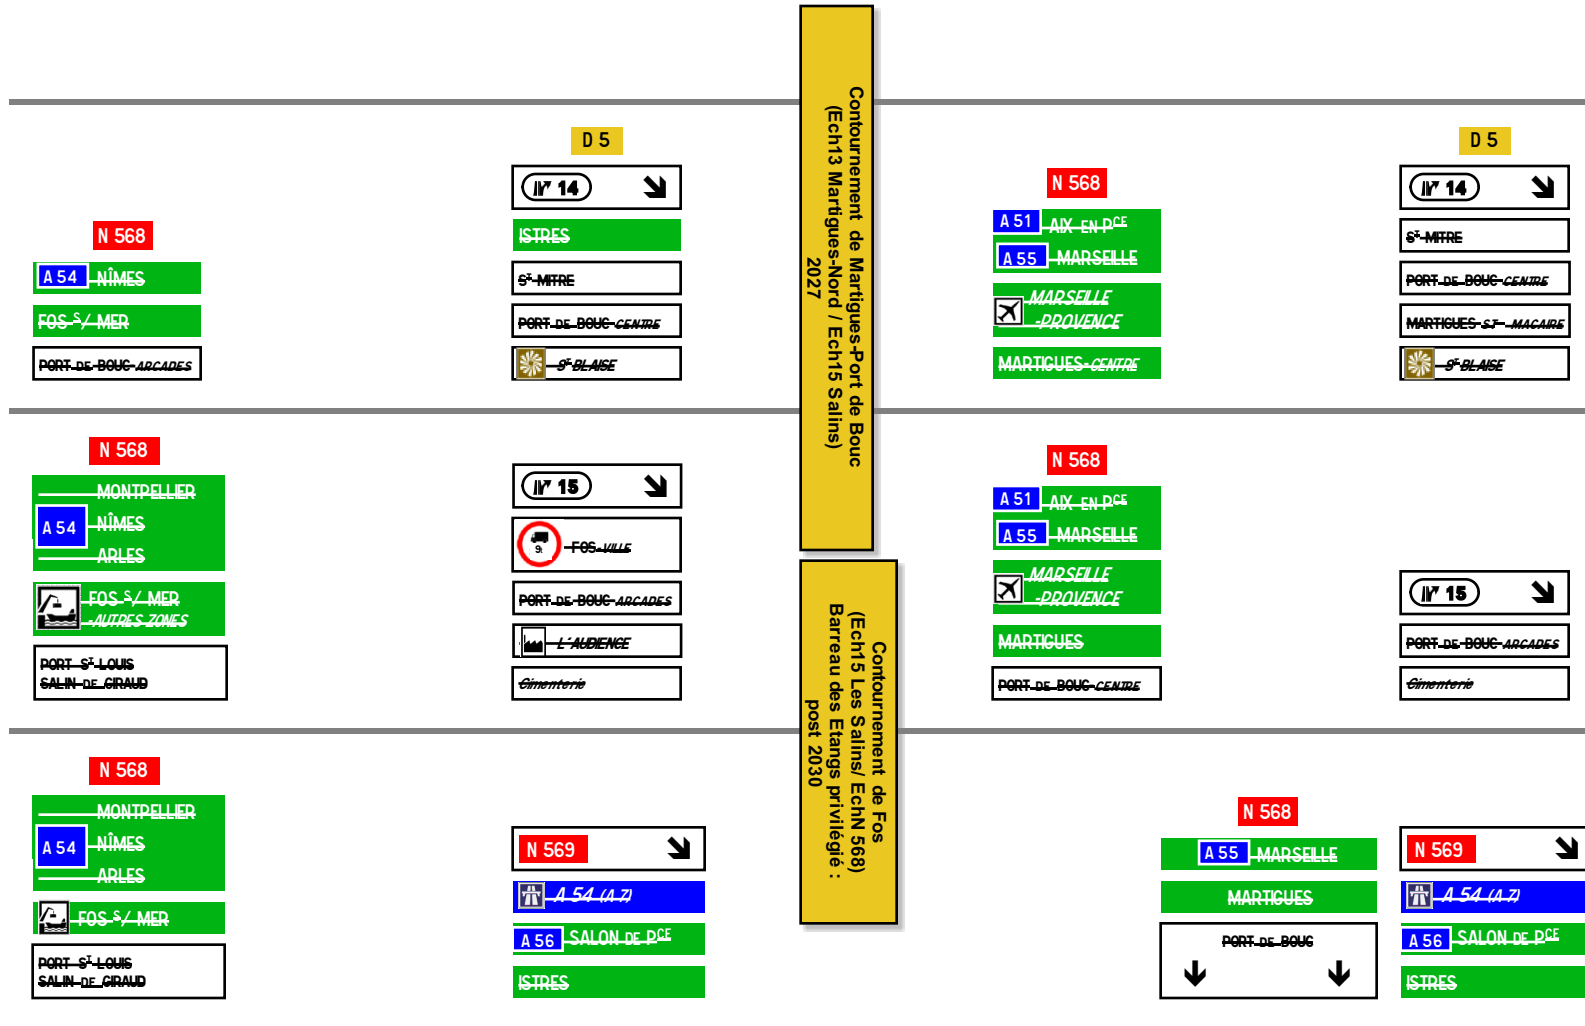 D 5
14
ISTRES
Sᵀ MITRE
PORT DE BOUC CENTRE
Sᵀ BLAISE
N 568
A 54 NÎMES
FOS ˢ/ MER
PORT DE BOUC ARCADES
Contournement de Martigues-Port de Bouc
(Ech13 Martigues-Nord / Ech15 Salins)
2027
N 568
A 51 AIX EN Pᶜᴱ
A 55 MARSEILLE
MARSEILLE
-PROVENCE
MARTIGUES-CENTRE
D 5
14
Sᵀ MITRE
PORT DE BOUC CENTRE
MARTIGUES Sᵀ MACAIRE
Sᵀ BLAISE
N 568
MONTPELLIER
A 54 NÎMES
ARLES
FOS ˢ/ MER
-AUTRES ZONES
PORT Sᵀ LOUIS
SALIN DE GIRAUD
15
FOS-VILLE
PORT DE BOUC ARCADES
L'AUDIENCE
Cimenterie
N 568
A 51 AIX EN Pᶜᴱ
A 55 MARSEILLE
MARSEILLE
-PROVENCE
MARTIGUES
PORT DE BOUC CENTRE
15
PORT DE BOUC ARCADES
Cimenterie
Contournement de Fos
(Ech15 Les Salins/ EchN 568)
Barreau des Etangs privilégié :
post 2030
N 568
MONTPELLIER
A 54 NÎMES
ARLES
FOS ˢ/ MER
PORT Sᵀ LOUIS
SALIN DE GIRAUD
N 569
A 54 (A 7)
A 56 SALON DE Pᶜᴱ
ISTRES
N 568
A 55 MARSEILLE
MARTIGUES
PORT DE BOUC
N 569
A 54 (A 7)
A 56 SALON DE Pᶜᴱ
ISTRES